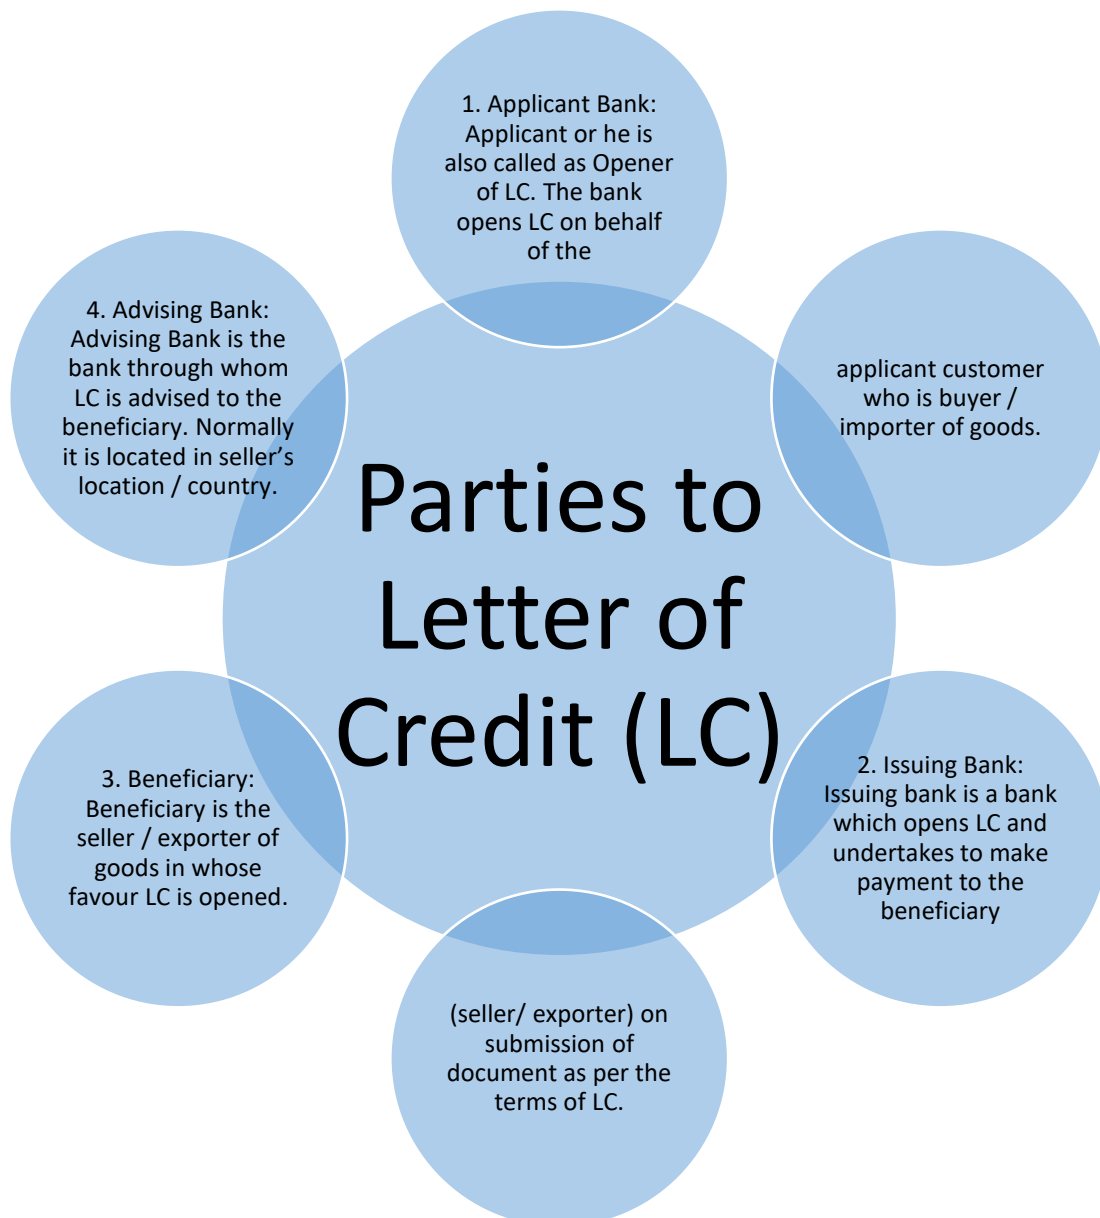 1. Applicant Bank:
Applicant or he is
also called as Opener
of LC. The bank
opens LC on behalf
of the
applicant customer
who is buyer /
importer of goods.
2. Issuing Bank:
Issuing bank is a bank
which opens LC and
undertakes to make
payment to the
beneficiary
(seller/ exporter) on
submission of
document as per the
terms of LC.
3. Beneficiary:
Beneficiary is the
seller / exporter of
goods in whose
favour LC is opened.
4. Advising Bank:
Advising Bank is the
bank through whom
LC is advised to the
beneficiary. Normally
it is located in seller’s
location / country.
Parties to
Letter of
Credit (LC)